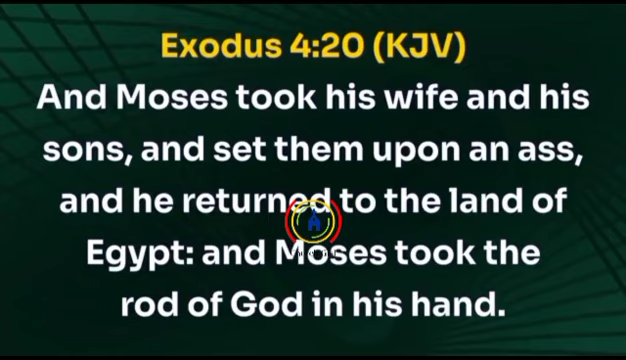 Exodus 4:20 (KJV)
And Moses took his wife and his
sons, and set them upon an ass,
and he returned to the land of
Egypt: and Moses took the
rod of God in his hand.